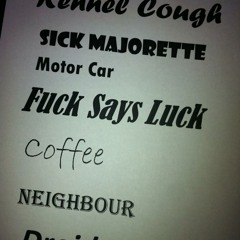 Kennel Cough
SICK MAJORETTE
Motor Car
Fuck Says Luck
Coffee
NEIGHBOUR